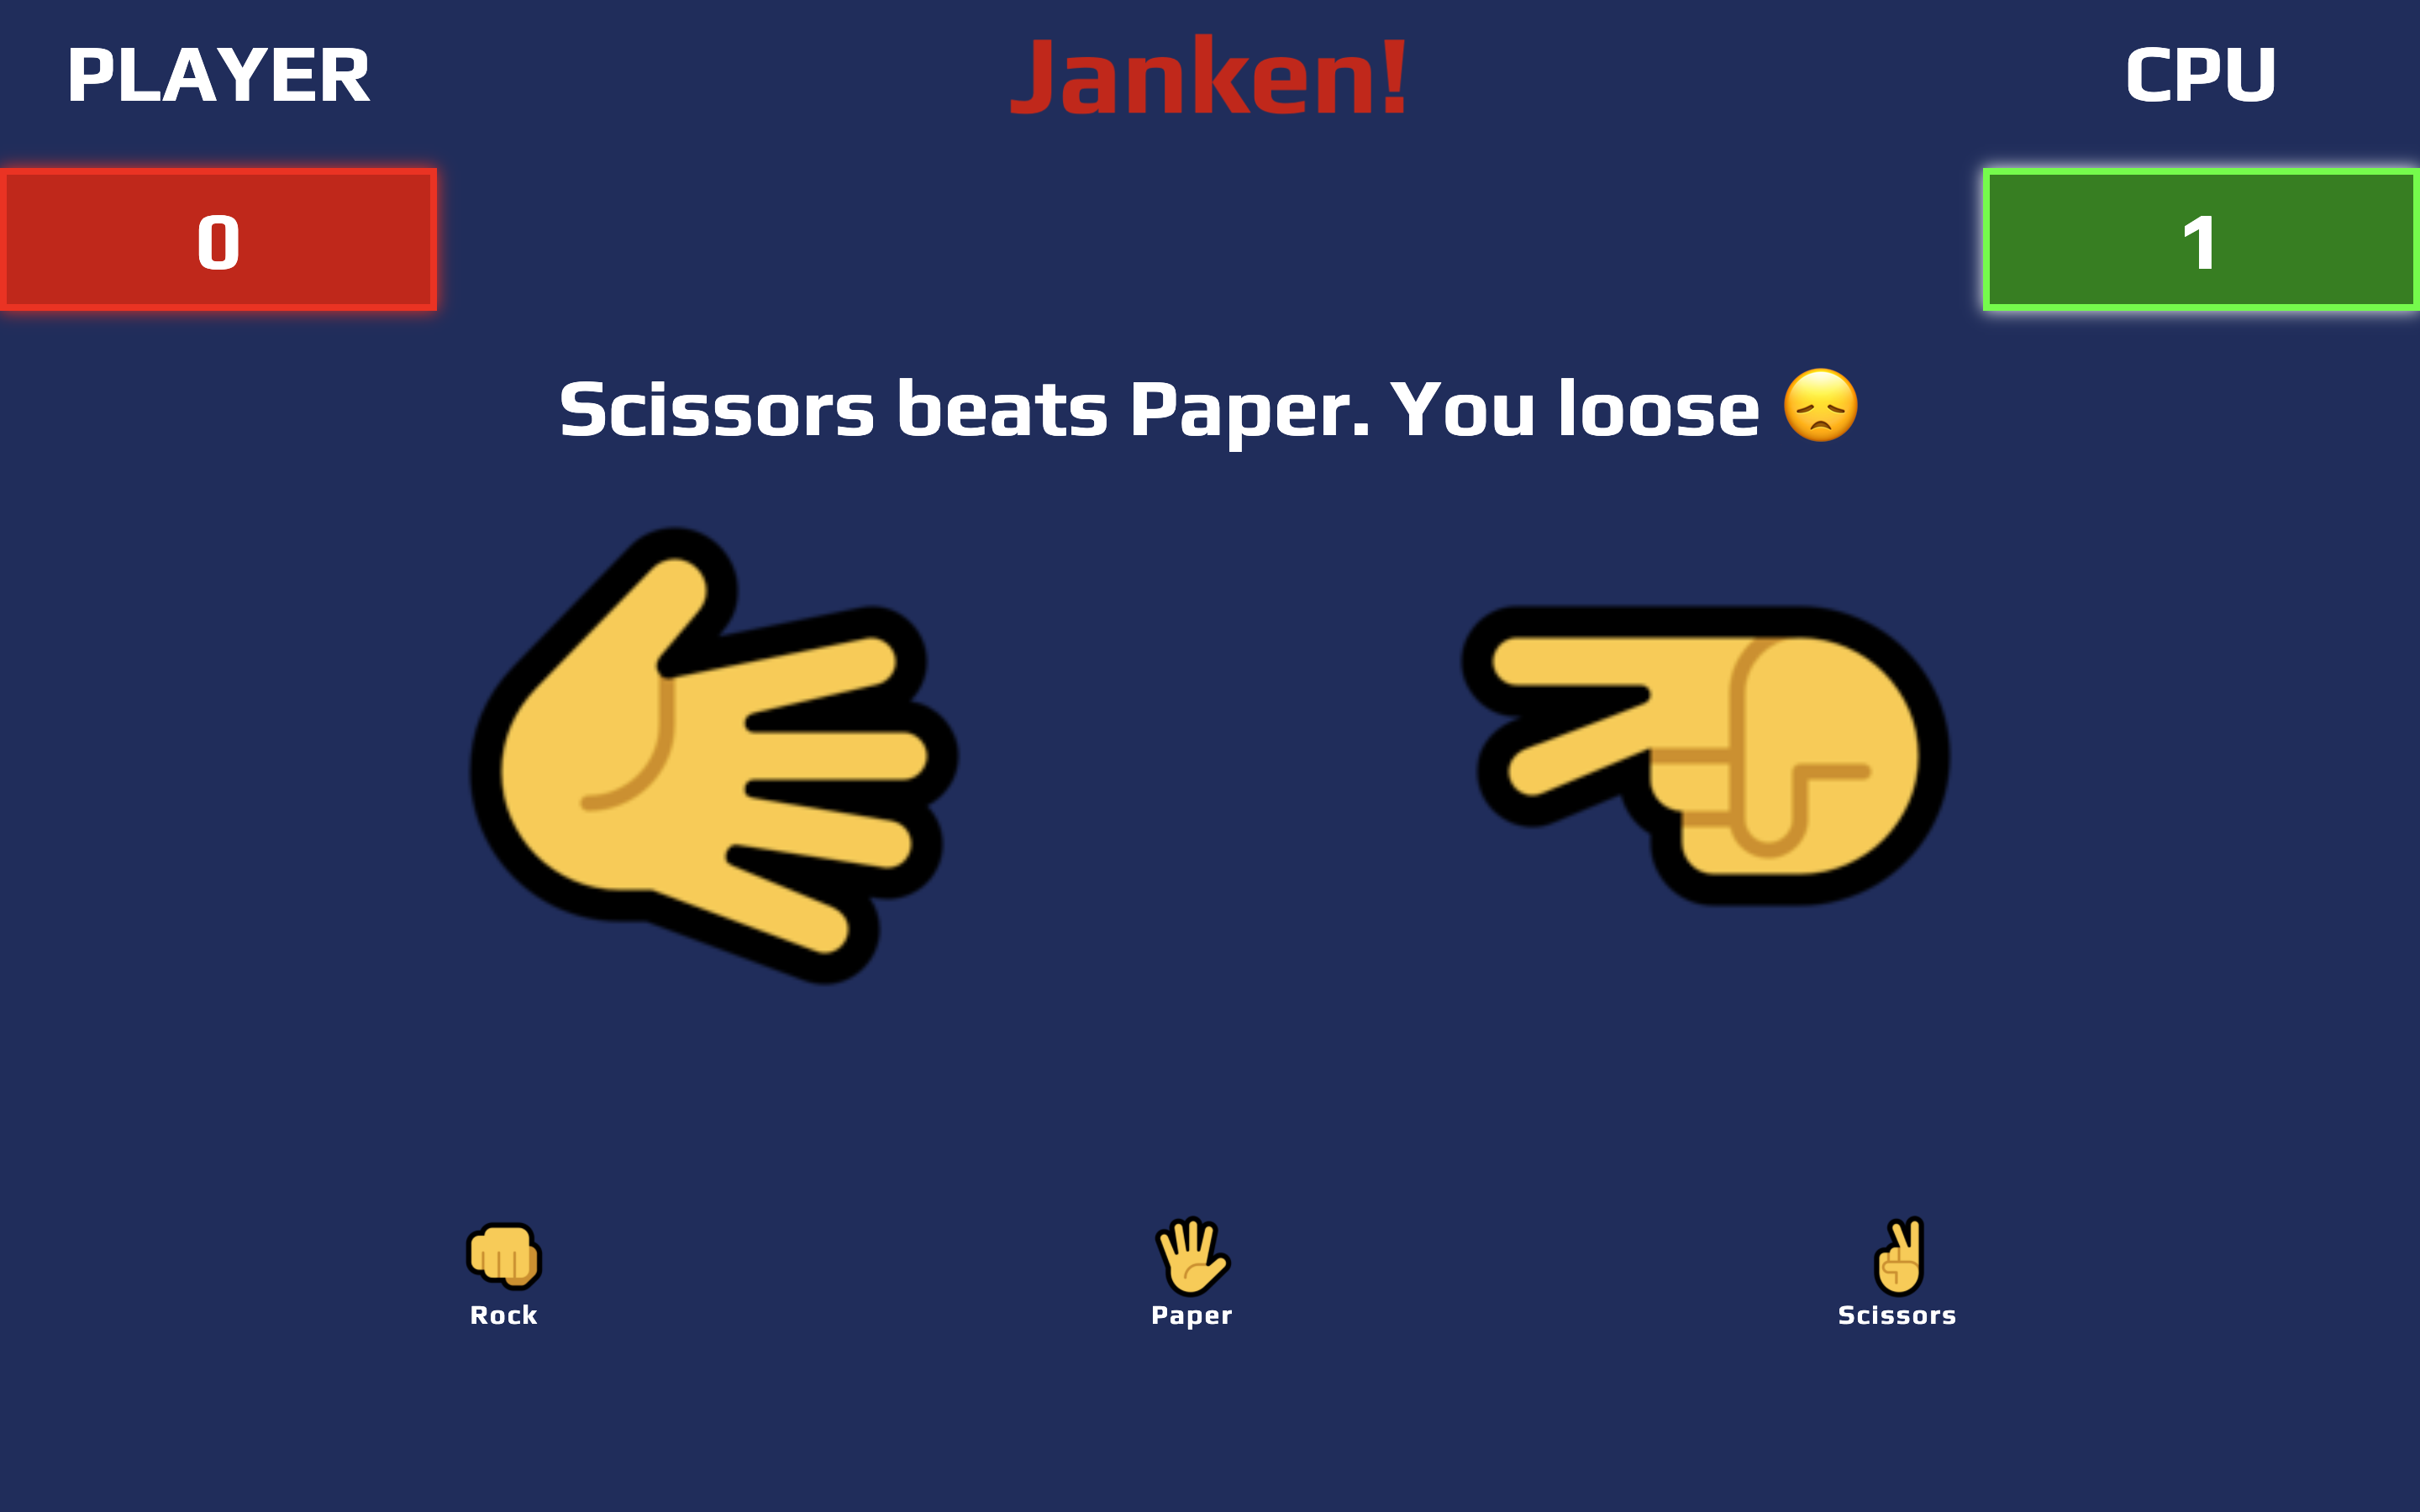 PLAYER
Janken!
CPU
0
1
Scissors beats Paper. You loose 😞
Rock
Paper
Scissors